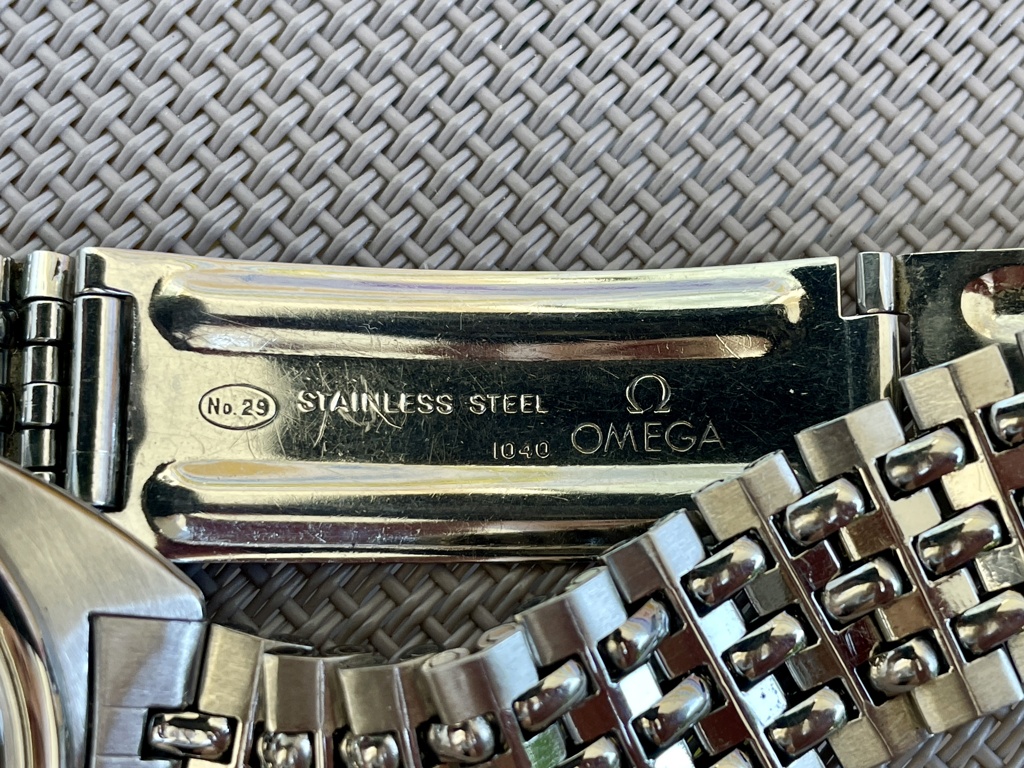 No.29 STAINLESS STEEL Ω
1040 OMEGA